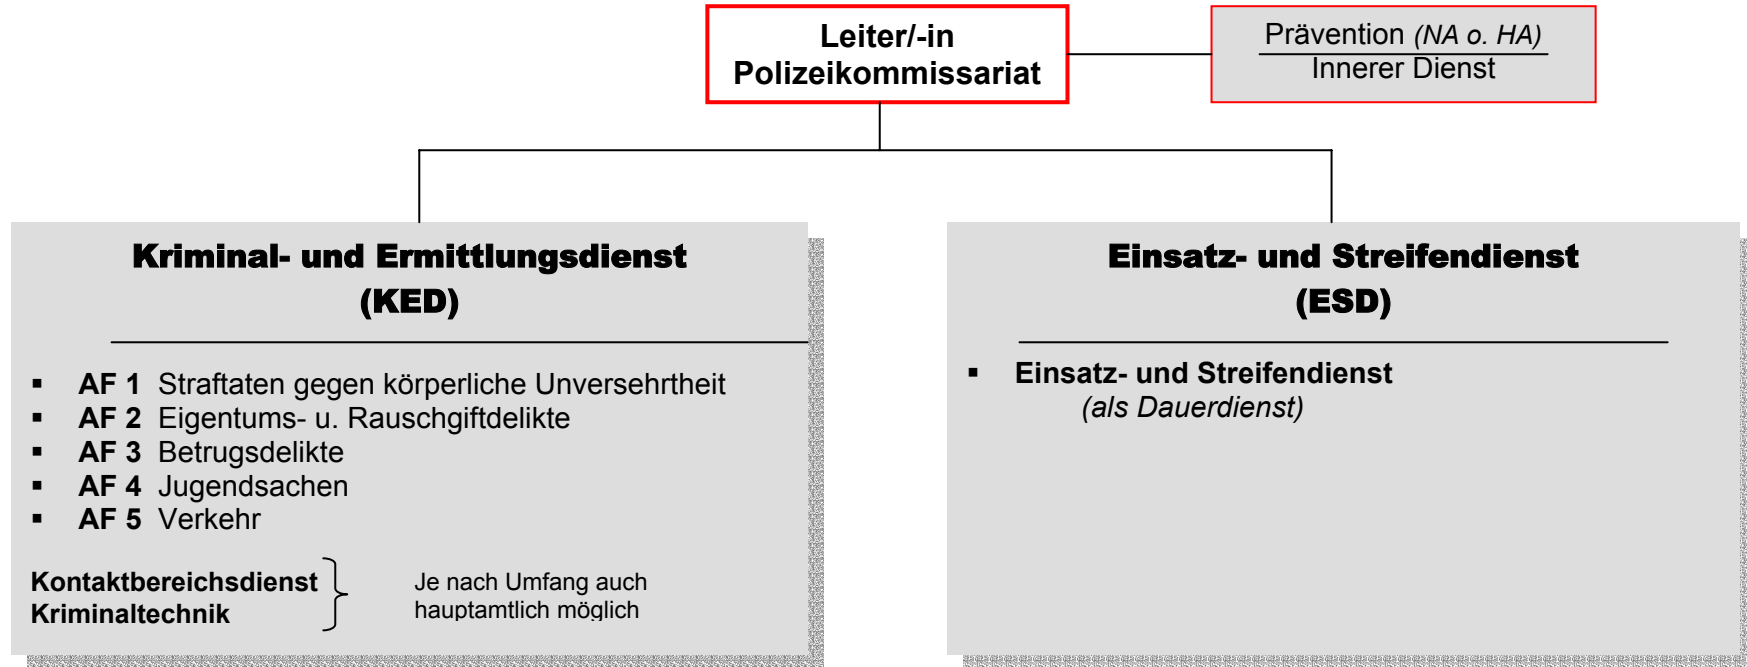 Leiter/-in
Polizeikommissariat
Prävention (NA o. HA)
Innerer Dienst
Kriminal- und Ermittlungsdienst
(KED)
▪ AF 1 Straftaten gegen körperliche Unversehrtheit
▪ AF 2 Eigentums- u. Rauschgiftdelikte
▪ AF 3 Betrugsdelikte
▪ AF 4 Jugendsachen
▪ AF 5 Verkehr
Kontaktbereichsdienst
Kriminaltechnik
Je nach Umfang auch
hauptamtlich möglich
Einsatz- und Streifendienst
(ESD)
▪ Einsatz- und Streifendienst
(als Dauerdienst)